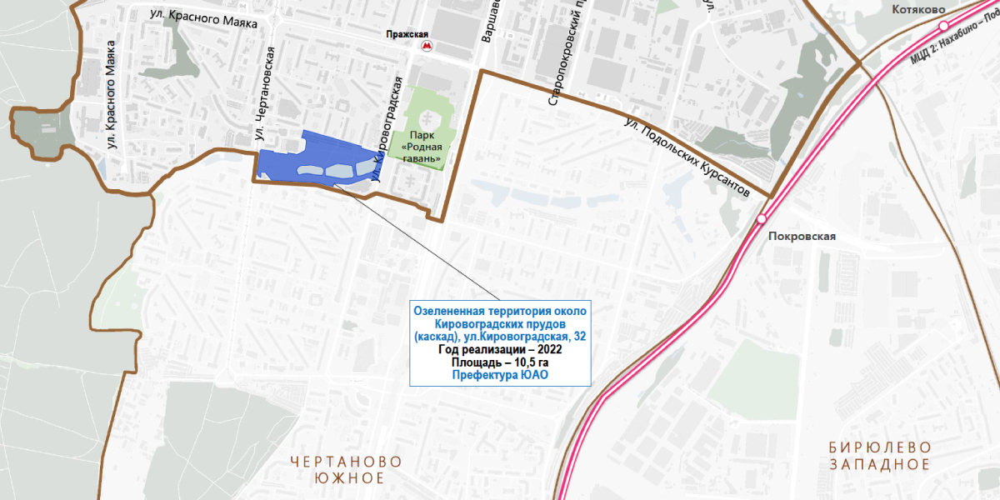 Котяково
МЦД 2: Нахабино – Под
ул. Красного Маяка
Пражская
Варшавс
Старопокровский п
ул.
ул. Красного Маяка
ул. Чертановская
ул. Кировоградская
Парк
«Родная
гавань»
ул. Подольских Курсантов
Покровская
Озелененная территория около
Кировоградских прудов
(каскад), ул.Кировоградская, 32
Год реализации – 2022
Площадь – 10,5 га
Префектура ЮАО
ЧЕРТАНОВО
ЮЖНОЕ
БИРЮЛЕВО
ЗАПАДНОЕ